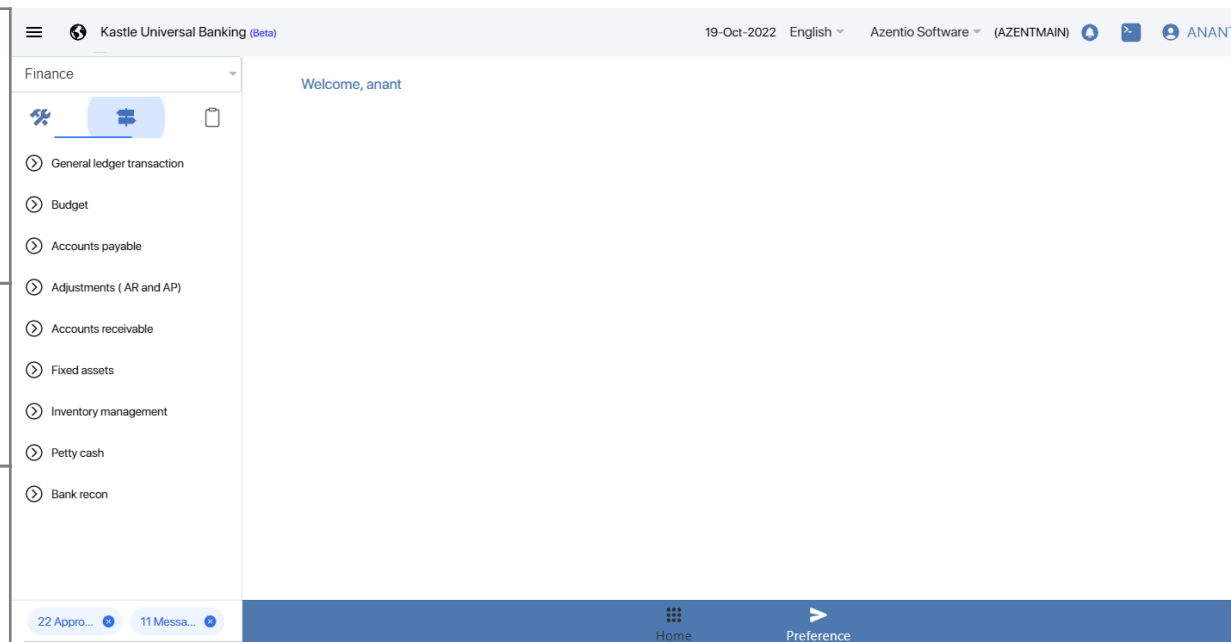 Kastle Universal Banking (Beta)
19-Oct-2022 English Azentio Software (AZENTMAIN) ANANT
Finance
Welcome, anant
General ledger transaction
Budget
Accounts payable
Adjustments ( AR and AP)
Accounts receivable
Fixed assets
Inventory management
Petty cash
Bank recon
22 Appro... 11 Messa...
Home Preference